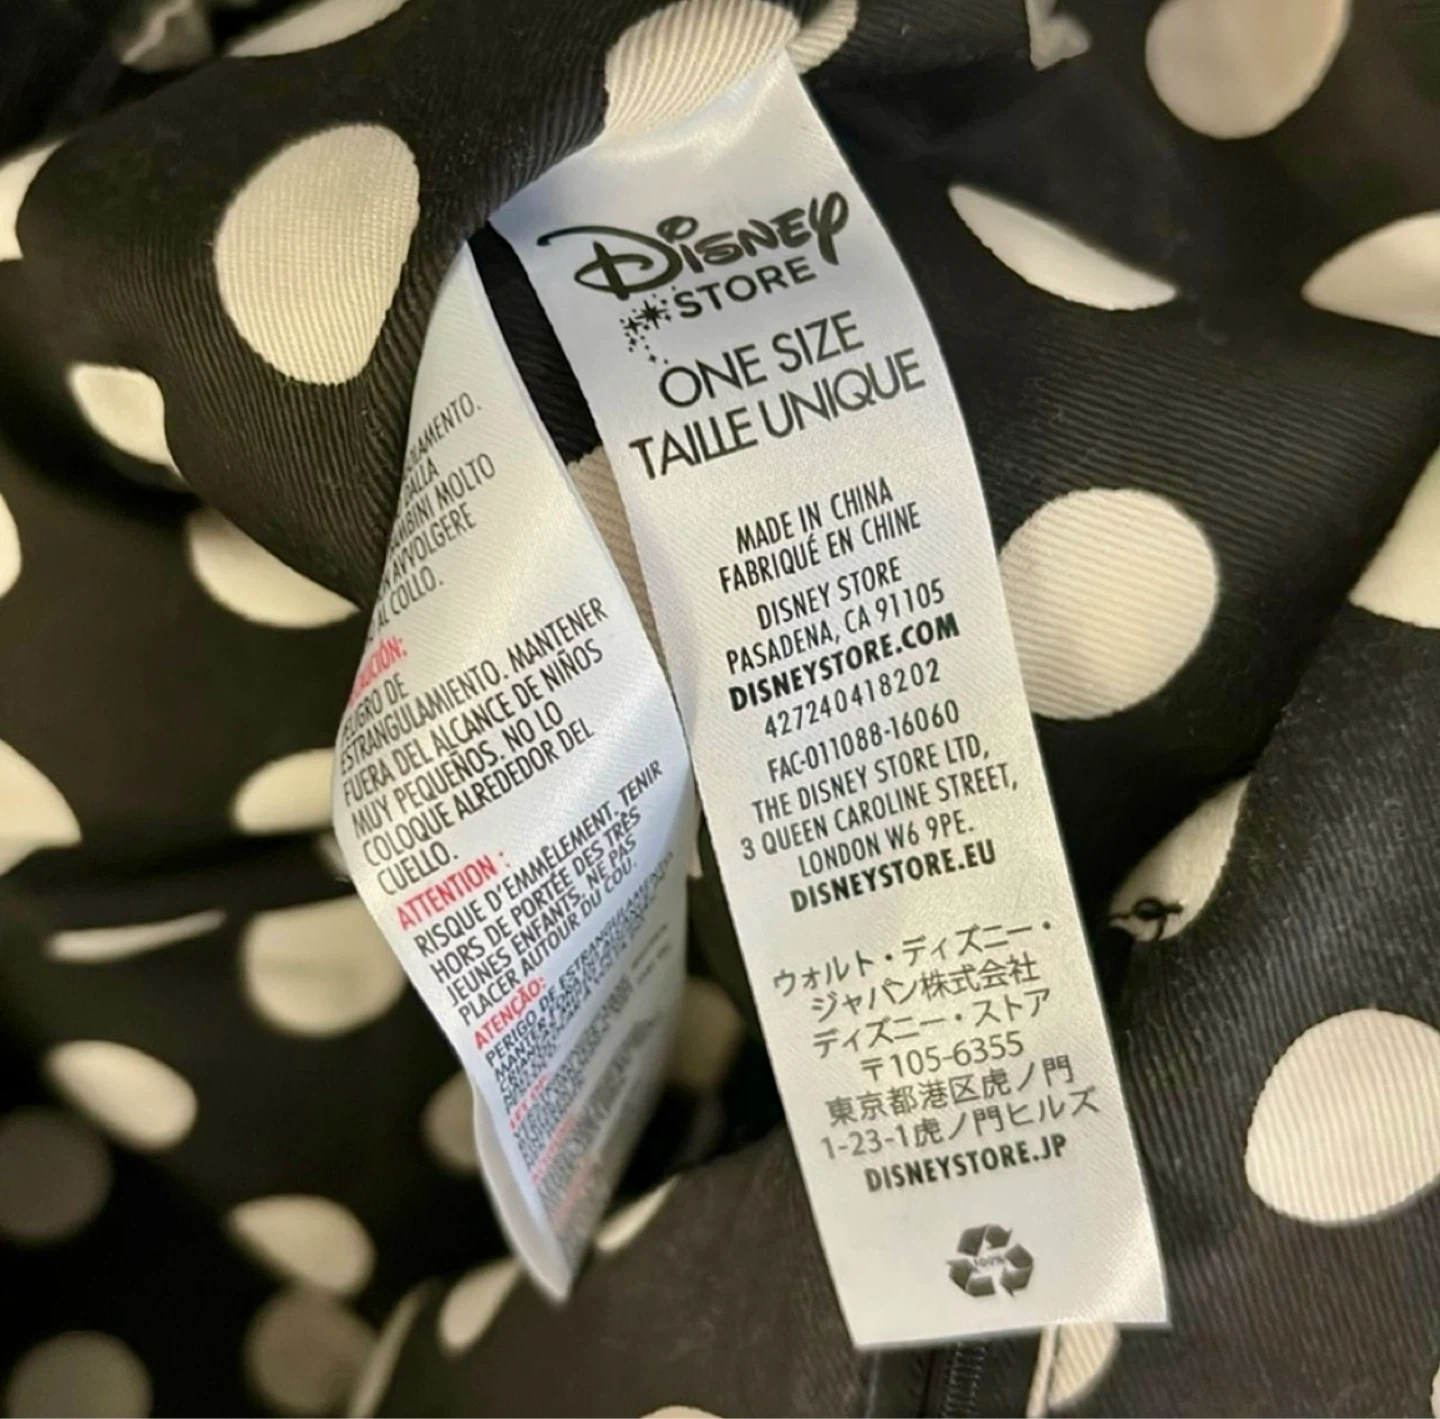 Disney
STORE
ONE SIZE
TAILLE UNIQUE
MADE IN CHINA
FABRIQUÉ EN CHINE
DISNEY STORE
PASADENA, CA 91105
DISNEYSTORE.COM
427240418202
FAC-011088-16060
THE DISNEY STORE LTD,
3 QUEEN CAROLINE STREET,
LONDON W6 9PE.
DISNEYSTORE.EU
ウォルト・ディズニー・
ジャパン株式会社
ディズニー・ストア
〒105-6355
東京都港区虎ノ門
1-23-1虎ノ門ヒルズ
DISNEYSTORE.JP
DALLA
MOLTO
AVVOLGERE
AL COLLO.
DE
ESTRANGULAMIENTO. MANTENER
FUERA DEL ALCANCE DE NIÑOS
MUY PEQUEÑOS. NO LO
COLOQUE ALREDEDOR DEL
CUELLO.
ATTENTION :
RISQUE D'EMMÊLEMENT. TENIR
HORS DE PORTÉE DES TRÈS
JEUNES ENFANTS. NE PAS
PLACER AUTOUR DU COU.
ATENÇÃO:
PERIGO DE ESTRANGULAMENTO